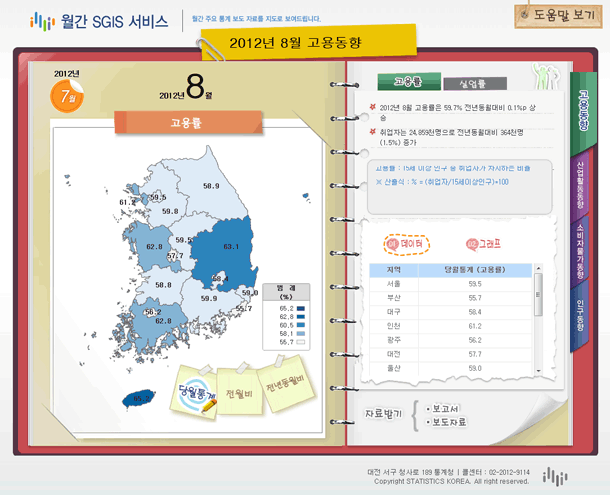 월간 SGIS 서비스
월간 주요 통계 보도 자료를 지도로 보여드립니다.
도움말 보기
2012년 8월 고용동향
2012년
7월
2012년 8월
고용률
58.9
61.2
59.5
59.8
62.8
59.5
63.1
57.7
58.4
58.8
59.9
59.0
55.7
56.2
62.8
범 례
(%)
65.2
62.8
60.5
58.1
55.7
당월통계
전월비
전년동월비
고용률
실업률
2012년 8월 고용률은 59.7% 전년동월대비 0.1%p 상
승
취업자는 24,859천명으로 전년동월대비 364천명
(1.5%) 증가
고용률 : 15세 이상 인구 중 취업자가 차지하는 비율
※ 산출식 : % = (취업자/15세이상인구)*100
01 데이터
02 그래프
지역 당월통계 (고용률)
서울 59.5
부산 55.7
대구 58.4
인천 61.2
광주 56.2
대전 57.7
울산 59.0
자료받기
보고서
보도자료
고용동향
산업활동동향
소비자물가동향
인구동향
대전 서구 청사로 189 통계청 | 콜센터 : 02-2012-9114
Copyright STATISTICS KOREA. All right reserved.